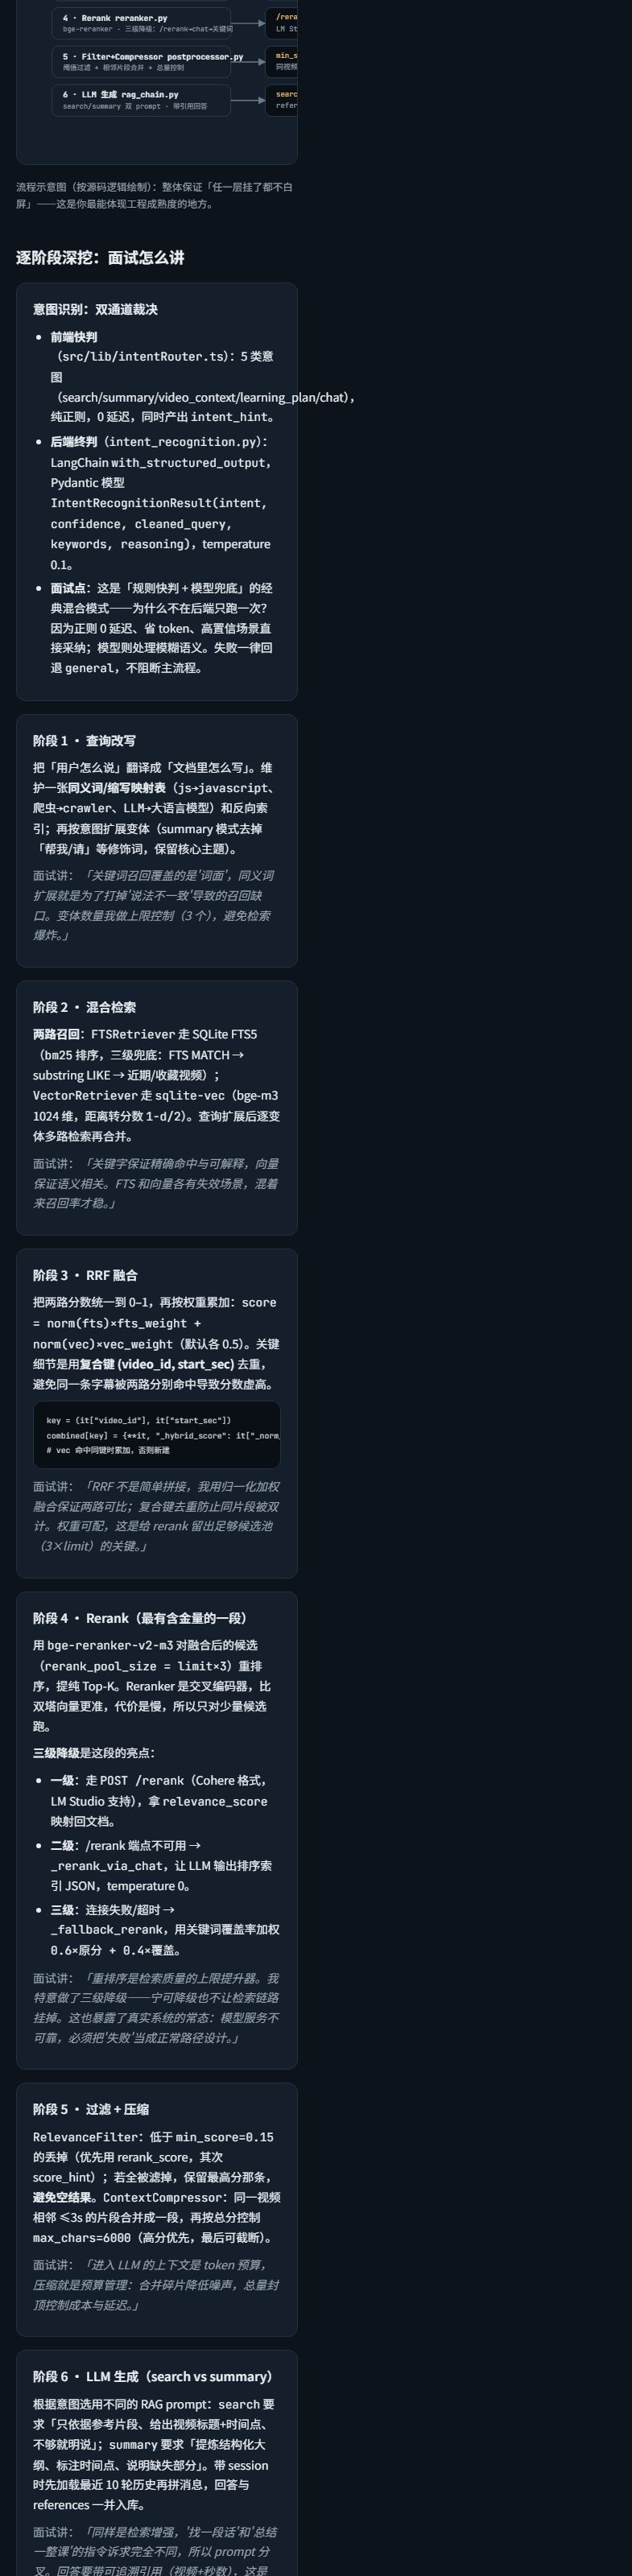 4 · Rerank reranker.py
bge-reranker · 三级降级：/rerank→chat→关键词
/rera
LM St
5 · Filter+Compressor postprocessor.py
阈值过滤 + 相邻片段合并 + 总量控制
min_s
同视频
6 · LLM 生成 rag_chain.py
search/summary 双 prompt · 带引用回答
searc
refer
流程示意图（按源码逻辑绘制）：整体保证「任一层挂了都不白
屏」——这是你最能体现工程成熟度的地方。
逐阶段深挖：面试怎么讲
意图识别：双通道裁决
前端快判
（src/lib/intentRouter.ts）：5 类意
图
（search/summary/video_context/learning_plan/chat），
纯正则，0 延迟，同时产出 intent_hint。
后端终判（intent_recognition.py）：
LangChain with_structured_output，
Pydantic 模型
IntentRecognitionResult(intent,
confidence, cleaned_query,
keywords, reasoning)，temperature
0.1。
面试点：这是「规则快判 + 模型兜底」的经
典混合模式——为什么不在后端只跑一次？
因为正则 0 延迟、省 token、高置信场景直
接采纳；模型则处理模糊语义。失败一律回
退 general，不阻断主流程。
阶段 1 · 查询改写
把「用户怎么说」翻译成「文档里怎么写」。维
护一张同义词/缩写映射表（js→javascript、
爬虫→crawler、LLM→大语言模型）和反向索
引；再按意图扩展变体（summary 模式去掉
「帮我/请」等修饰词，保留核心主题）。
面试讲：「关键词召回覆盖的是'词面'，同义词
扩展就是为了打掉'说法不一致'导致的召回缺
口。变体数量我做上限控制（3 个），避免检索
爆炸。」
阶段 2 · 混合检索
两路召回：FTSRetriever 走 SQLite FTS5
（bm25 排序，三级兜底：FTS MATCH →
substring LIKE → 近期/收藏视频）；
VectorRetriever 走 sqlite-vec（bge-m3
1024 维，距离转分数 1-d/2）。查询扩展后逐变
体多路检索再合并。
面试讲：「关键字保证精确命中与可解释，向量
保证语义相关。FTS 和向量各有失效场景，混着
来召回率才稳。」
阶段 3 · RRF 融合
把两路分数统一到 0–1，再按权重累加：score
= norm(fts)×fts_weight +
norm(vec)×vec_weight（默认各 0.5）。关键
细节是用复合键 (video_id, start_sec) 去重，
避免同一条字幕被两路分别命中导致分数虚高。
key = (it["video_id"], it["start_sec"])
combined[key] = {**it, "_hybrid_score": it["_norm_
# vec 命中同键时累加，否则新建
面试讲：「RRF 不是简单拼接，我用归一化加权
融合保证两路可比；复合键去重防止同片段被双
计。权重可配，这是给 rerank 留出足够候选池
（3×limit）的关键。」
阶段 4 · Rerank（最有含金量的一段）
用 bge-reranker-v2-m3 对融合后的候选
（rerank_pool_size = limit×3）重排
序，提纯 Top-K。Reranker 是交叉编码器，比
双塔向量更准，代价是慢，所以只对少量候选
跑。
三级降级是这段的亮点：
一级：走 POST /rerank（Cohere 格式，
LM Studio 支持），拿 relevance_score
映射回文档。
二级：/rerank 端点不可用 →
_rerank_via_chat，让 LLM 输出排序索
引 JSON，temperature 0。
三级：连接失败/超时 →
_fallback_rerank，用关键词覆盖率加权
0.6×原分 + 0.4×覆盖。
面试讲：「重排序是检索质量的上限提升器。我
特意做了三级降级——宁可降级也不让检索链路
挂掉。这也暴露了真实系统的常态：模型服务不
可靠，必须把'失败'当成正常路径设计。」
阶段 5 · 过滤 + 压缩
RelevanceFilter：低于 min_score=0.15
的丢掉（优先用 rerank_score，其次
score_hint）；若全被滤掉，保留最高分那条，
避免空结果。ContextCompressor：同一视频
相邻 ≤3s 的片段合并成一段，再按总分控制
max_chars=6000（高分优先，最后可截断）。
面试讲：「进入 LLM 的上下文是 token 预算，
压缩就是预算管理：合并碎片降低噪声，总量封
顶控制成本与延迟。」
阶段 6 · LLM 生成（search vs summary）
根据意图选用不同的 RAG prompt：search 要
求「只依据参考片段、给出视频标题+时间点、
不够就明说」；summary 要求「提炼结构化大
纲、标注时间点、说明缺失部分」。带 session
时先加载最近 10 轮历史再拼消息，回答与
references 一并入库。
面试讲：「同样是检索增强，'找一段话'和'总结
一整课'的指令诉求完全不同，所以 prompt 分
叉。回答要带可追溯引用（视频+秒数），这是